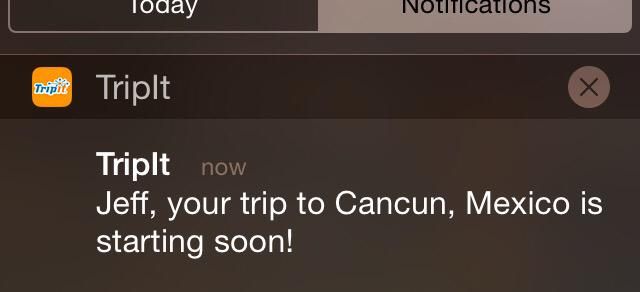 Today Notifications
TripIt TripIt
TripIt now
Jeff, your trip to Cancun, Mexico is
starting soon!